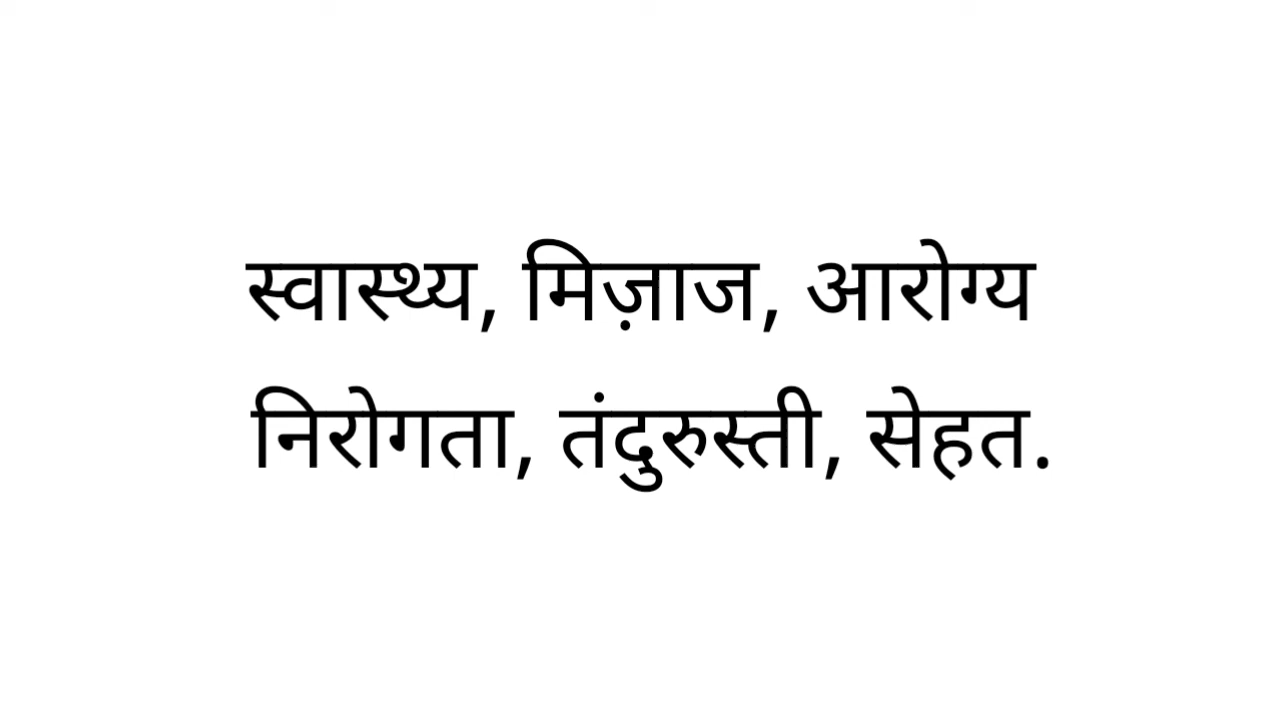 स्वास्थ्य, मिज़ाज, आरोग्य
निरोगता, तंदुरुस्ती, सेहत.